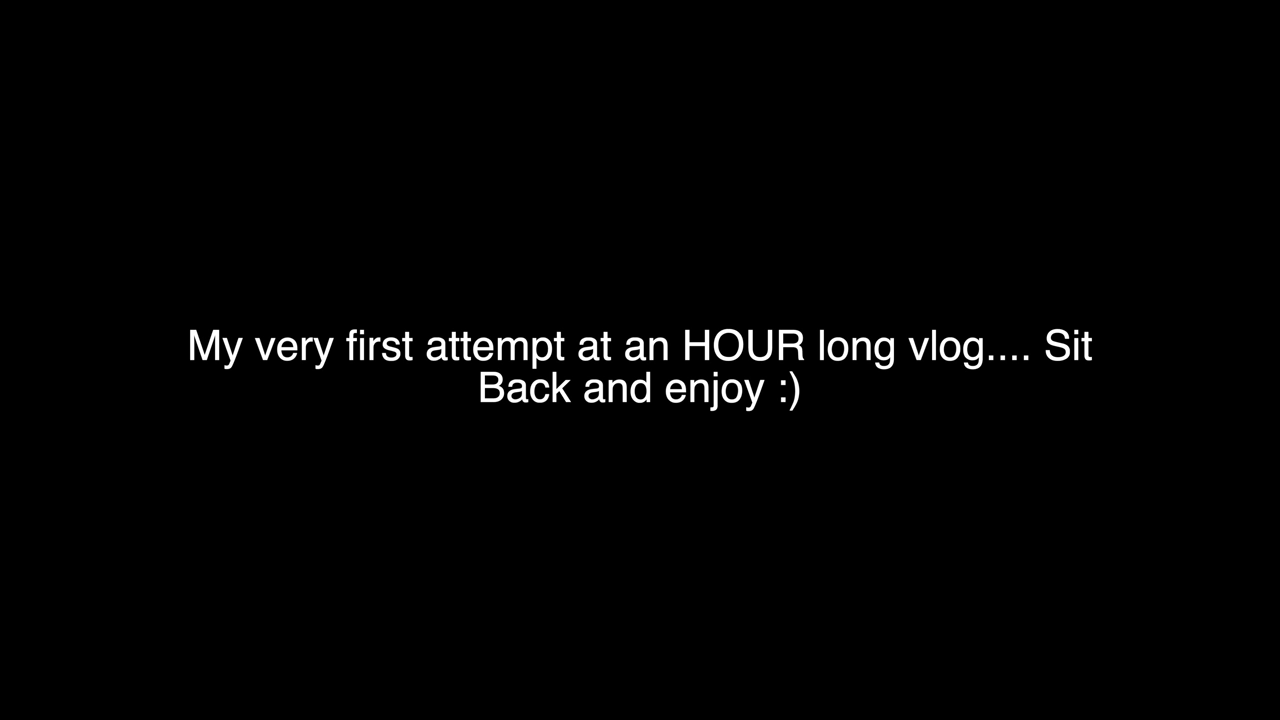 My very first attempt at an HOUR long vlog.... Sit
Back and enjoy :)